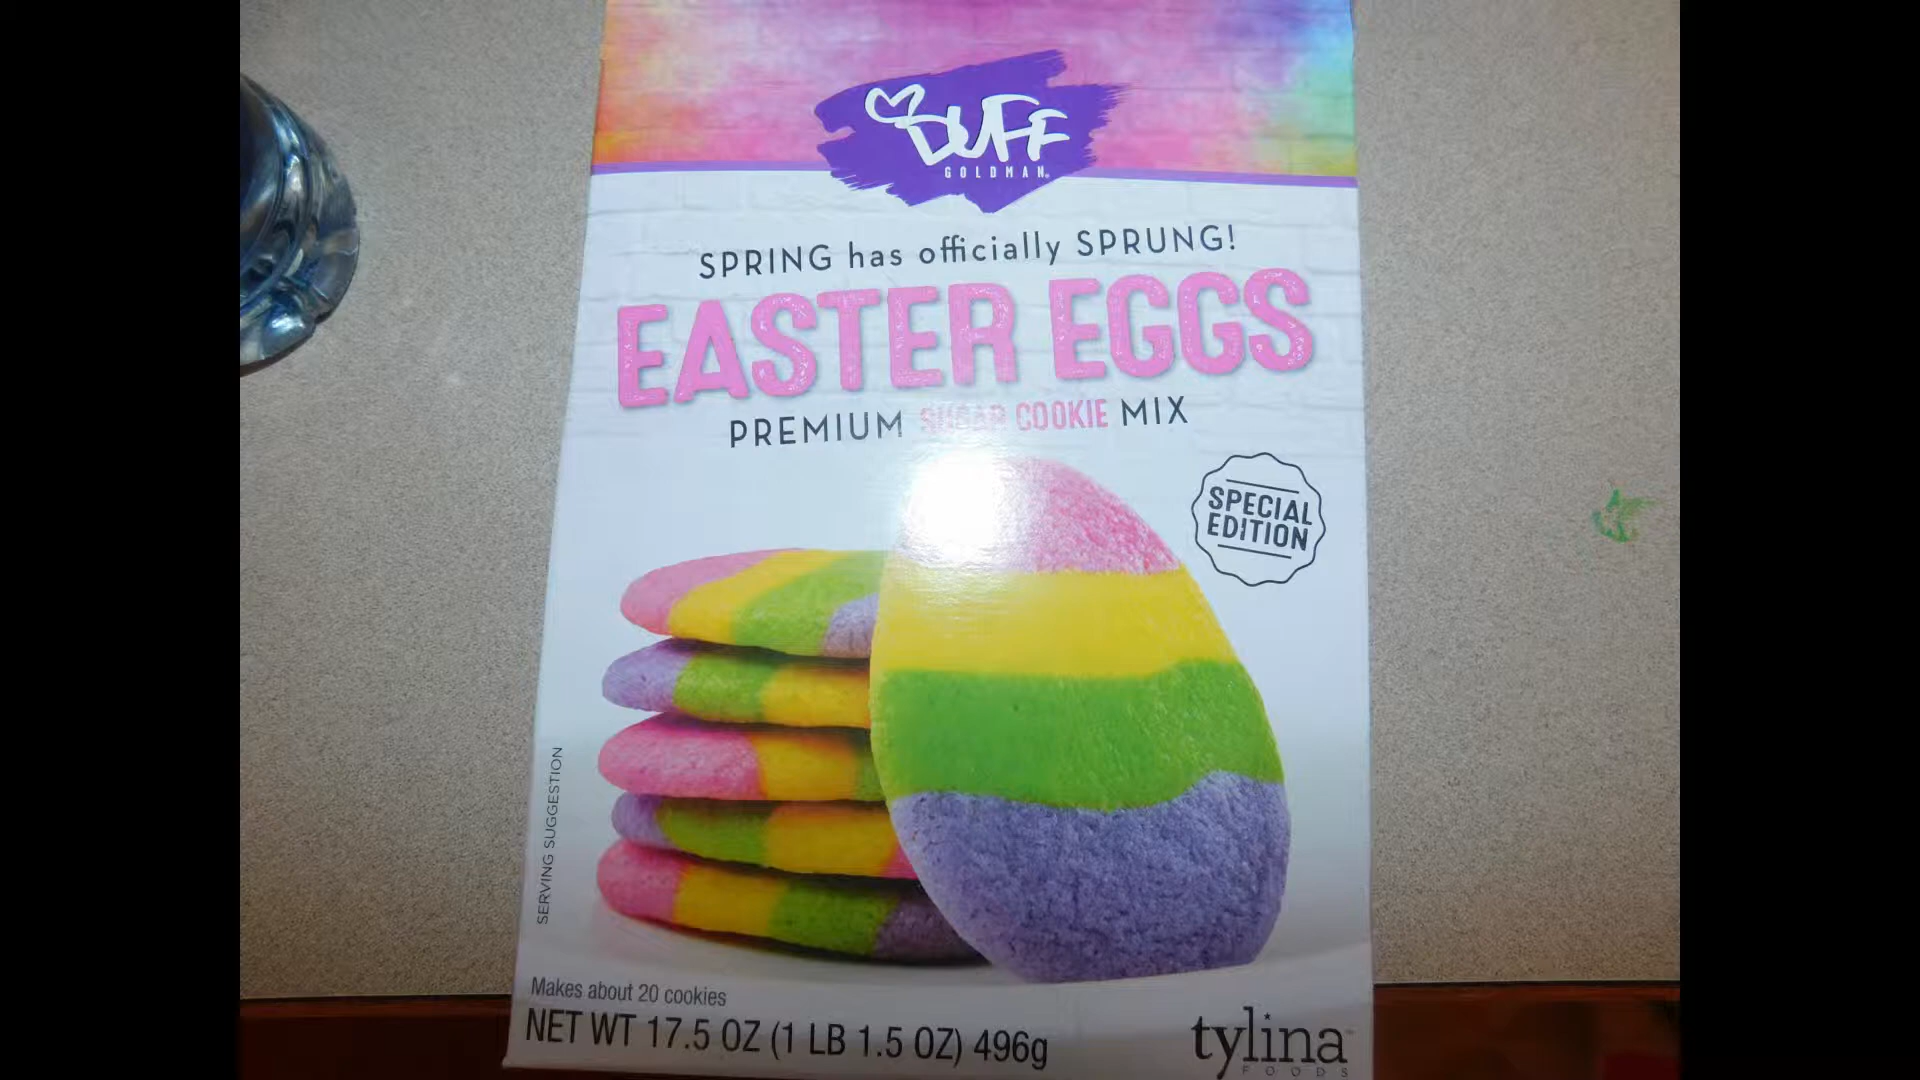 DUFF
GOLDMAN®
SPRING has officially SPRUNG!
EASTER EGGS
PREMIUM SUGAR COOKIE MIX
SPECIAL
EDITION
SERVING SUGGESTION
Makes about 20 cookies
NET WT 17.5 OZ (1 LB 1.5 OZ) 496g
tylina™
FOODS